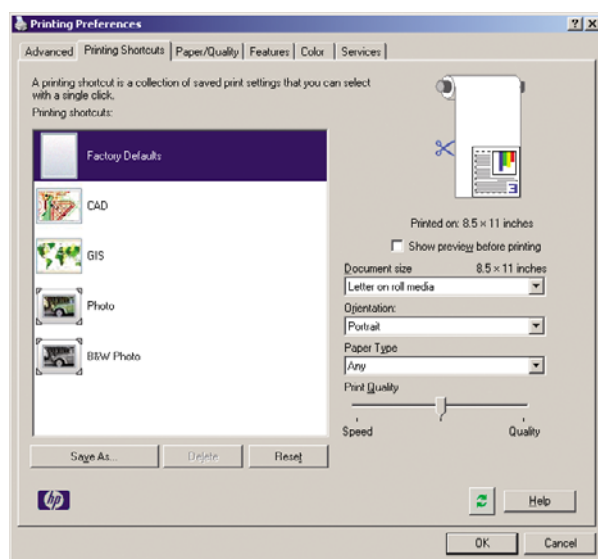 Printing Preferences
Advanced
Printing Shortcuts
Paper/Quality
Features
Color
Services
A printing shortcut is a collection of saved print settings that you can select
with a single click.
Printing shortcuts:
Factory Defaults
CAD
GIS
Photo
B&W Photo
Save As...
Delete
Reset
3
Printed on: 8.5 × 11 inches
Show preview before printing
Document size
8.5 × 11 inches
Letter on roll media
Orientation:
Portrait
Paper Type
Any
Print Quality
Speed
Quality
hp
Help
OK
Cancel